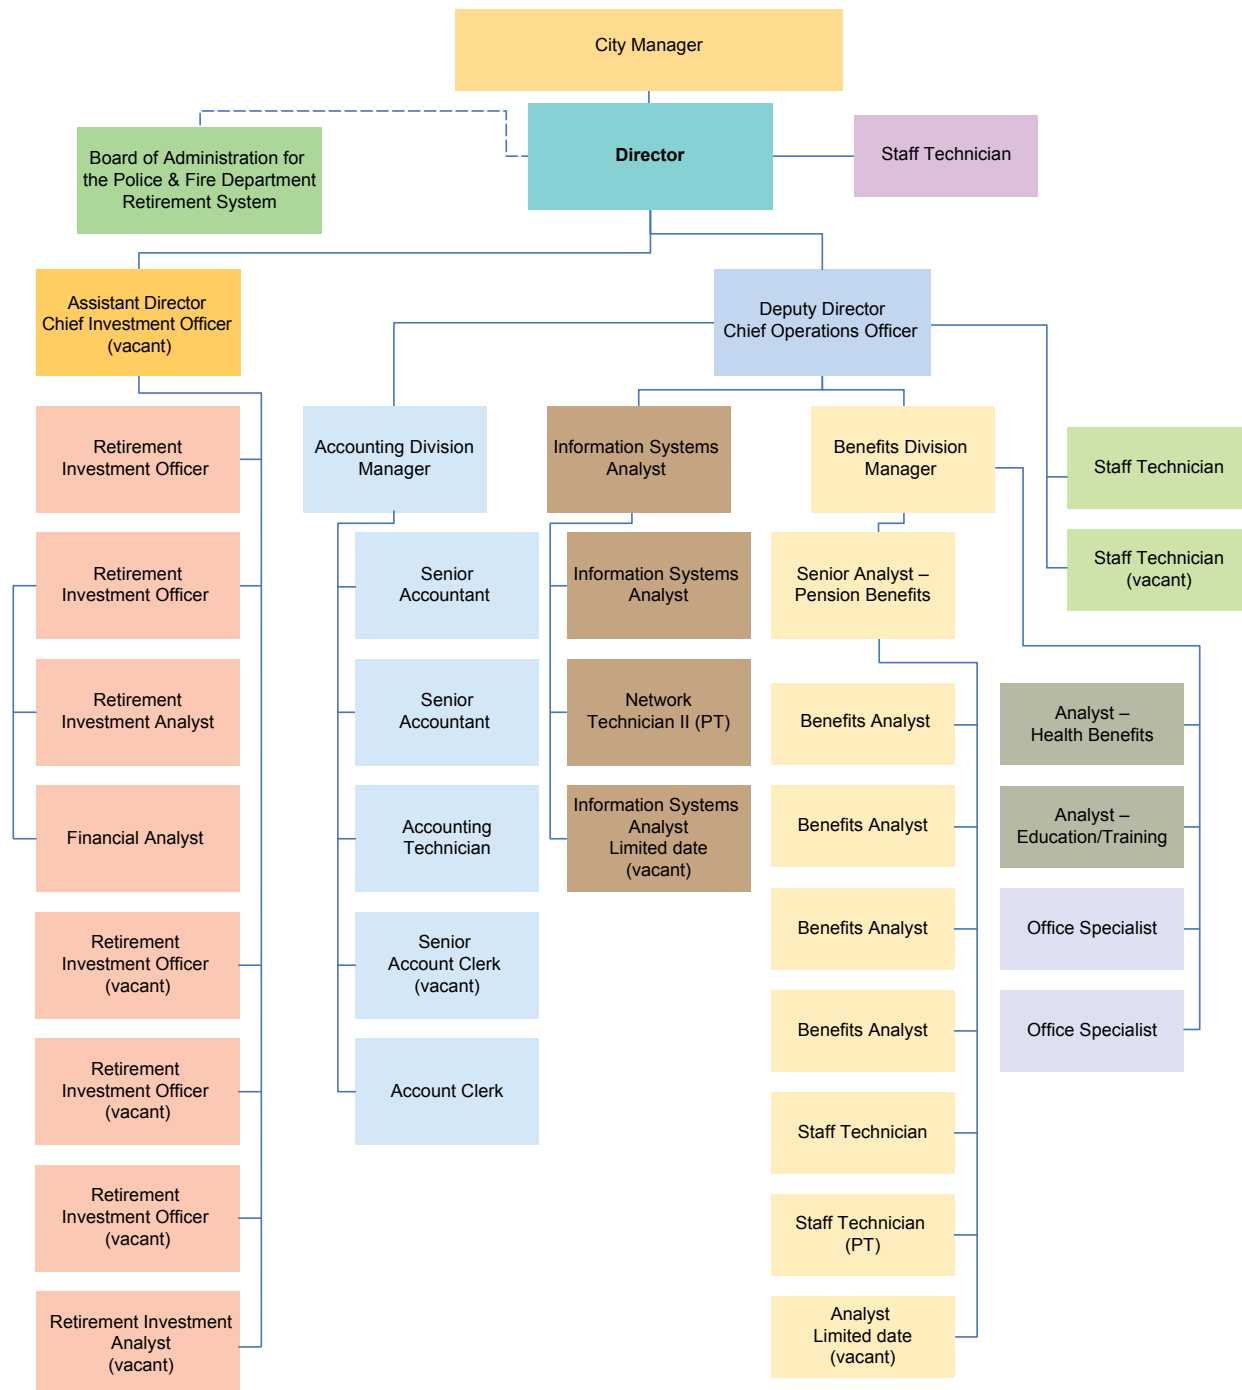 City Manager
Board of Administration for
the Police & Fire Department
Retirement System
Director
Staff Technician
Assistant Director
Chief Investment Officer
(vacant)
Deputy Director
Chief Operations Officer
Retirement
Investment Officer
Accounting Division
Manager
Information Systems
Analyst
Benefits Division
Manager
Staff Technician
Staff Technician
(vacant)
Retirement
Investment Officer
Retirement
Investment Analyst
Financial Analyst
Retirement
Investment Officer
(vacant)
Retirement
Investment Officer
(vacant)
Retirement
Investment Officer
(vacant)
Retirement Investment
Analyst
(vacant)
Senior
Accountant
Senior
Accountant
Accounting
Technician
Senior
Account Clerk
(vacant)
Account Clerk
Information Systems
Analyst
Network
Technician II (PT)
Information Systems
Analyst
Limited date
(vacant)
Senior Analyst –
Pension Benefits
Benefits Analyst
Benefits Analyst
Benefits Analyst
Benefits Analyst
Staff Technician
Staff Technician
(PT)
Analyst
Limited date
(vacant)
Analyst –
Health Benefits
Analyst –
Education/Training
Office Specialist
Office Specialist